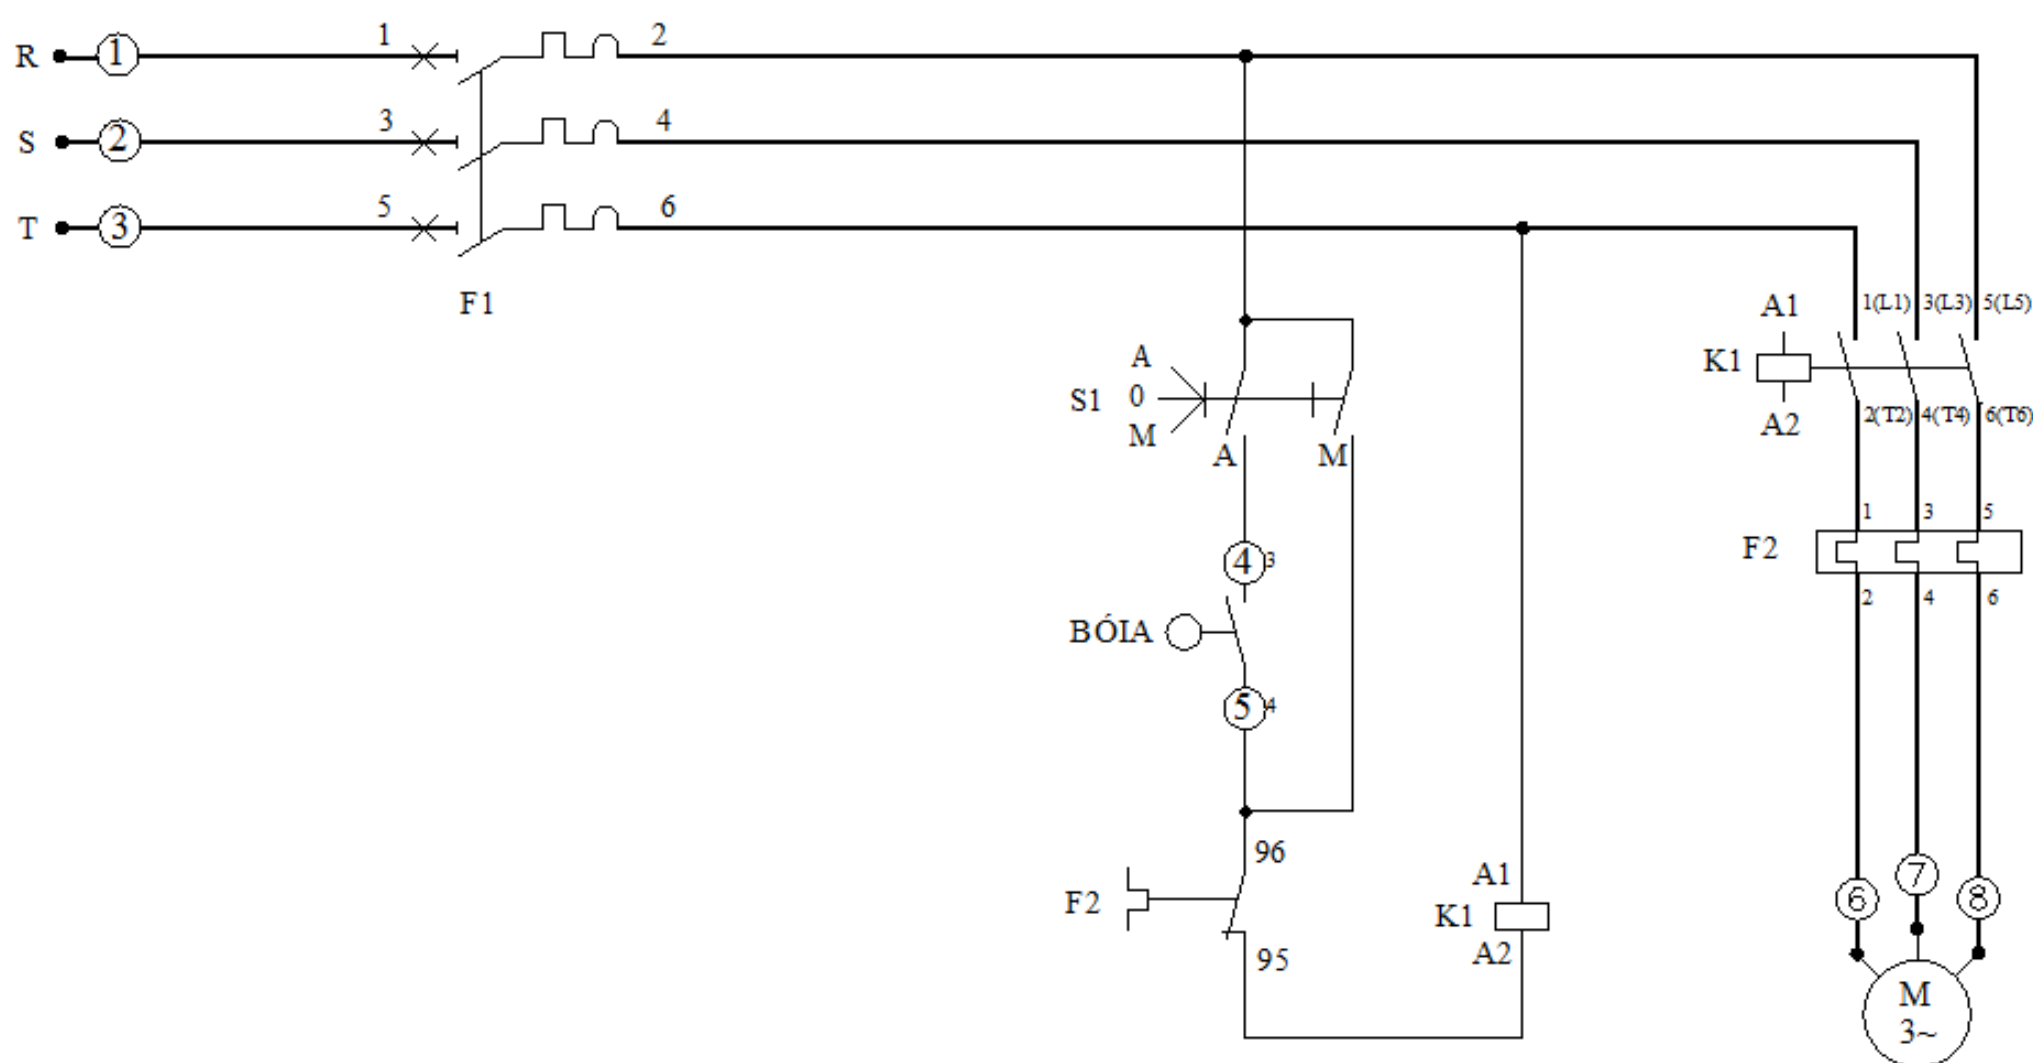 R 1 1 2
S 2 3 4
T 3 5 6
F1
A1 1(L1) 3(L3) 5(L5)
K1
A2 2(T2) 4(T4) 6(T6)
A
S1 0
M
A M
1 3 5
F2
2 4 6
4 3
BÓIA
5 4
96
F2
95
A1
K1
A2
6 7 8
M
3~